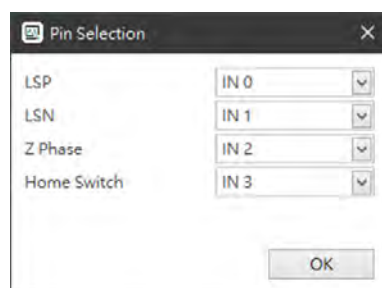 Pin Selection
LSP IN 0
LSN IN 1
Z Phase IN 2
Home Switch IN 3
OK